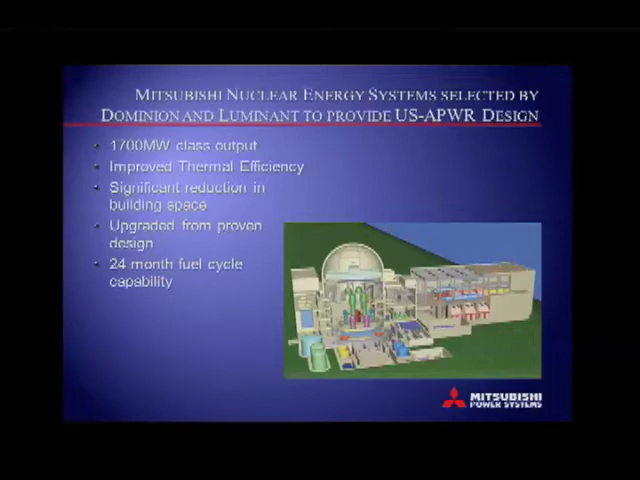 MITSUBISHI NUCLEAR ENERGY SYSTEMS SELECTED BY
DOMINION AND LUMINANT TO PROVIDE US-APWR DESIGN
• 1700MW class output
• Improved Thermal Efficiency
• Significant reduction in
building space
• Upgraded from proven
design
• 24 month fuel cycle
capability
MITSUBISHI
POWER SYSTEMS